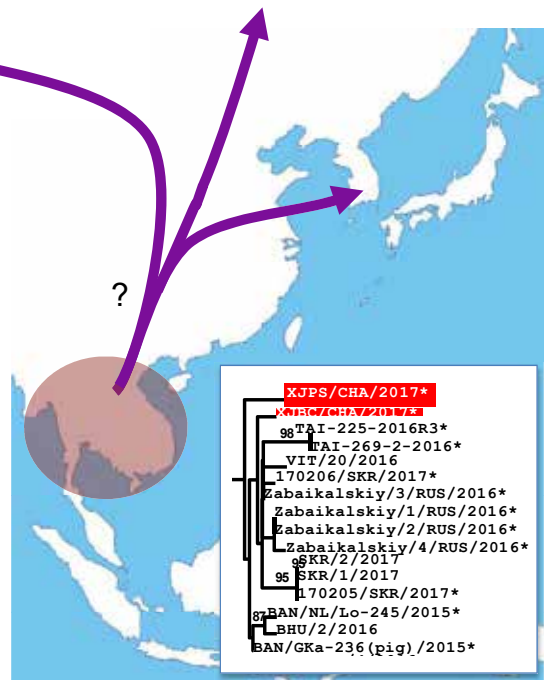 ?
XJPS/CHA/2017*
XJBC/CHA/2017*
98
TAI-225-2016R3*
TAI-269-2-2016*
VIT/20/2016
170206/SKR/2017*
Zabaikalskiy/3/RUS/2016*
Zabaikalskiy/1/RUS/2016*
Zabaikalskiy/2/RUS/2016*
Zabaikalskiy/4/RUS/2016*
95
SKR/2/2017
95
SKR/1/2017
170205/SKR/2017*
87
BAN/NL/Lo-245/2015*
BHU/2/2016
BAN/GKa-236(pig)/2015*